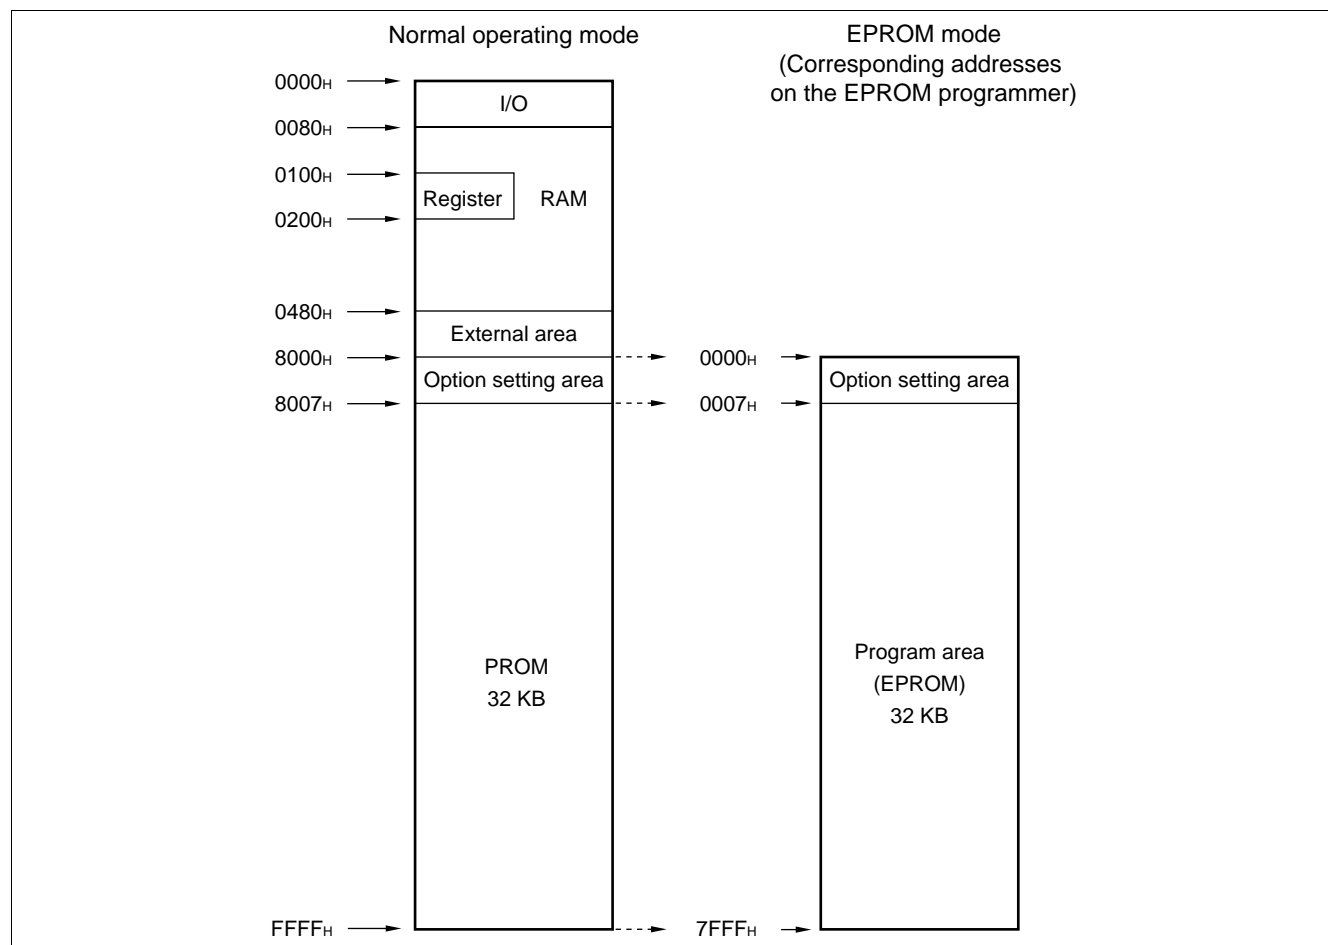 Normal operating mode
EPROM mode
(Corresponding addresses
on the EPROM programmer)
0000H
I/O
0080H
0100H
Register
RAM
0200H
0480H
External area
8000H
0000H
Option setting area
Option setting area
8007H
0007H
PROM
32 KB
Program area
(EPROM)
32 KB
FFFFH
7FFFH